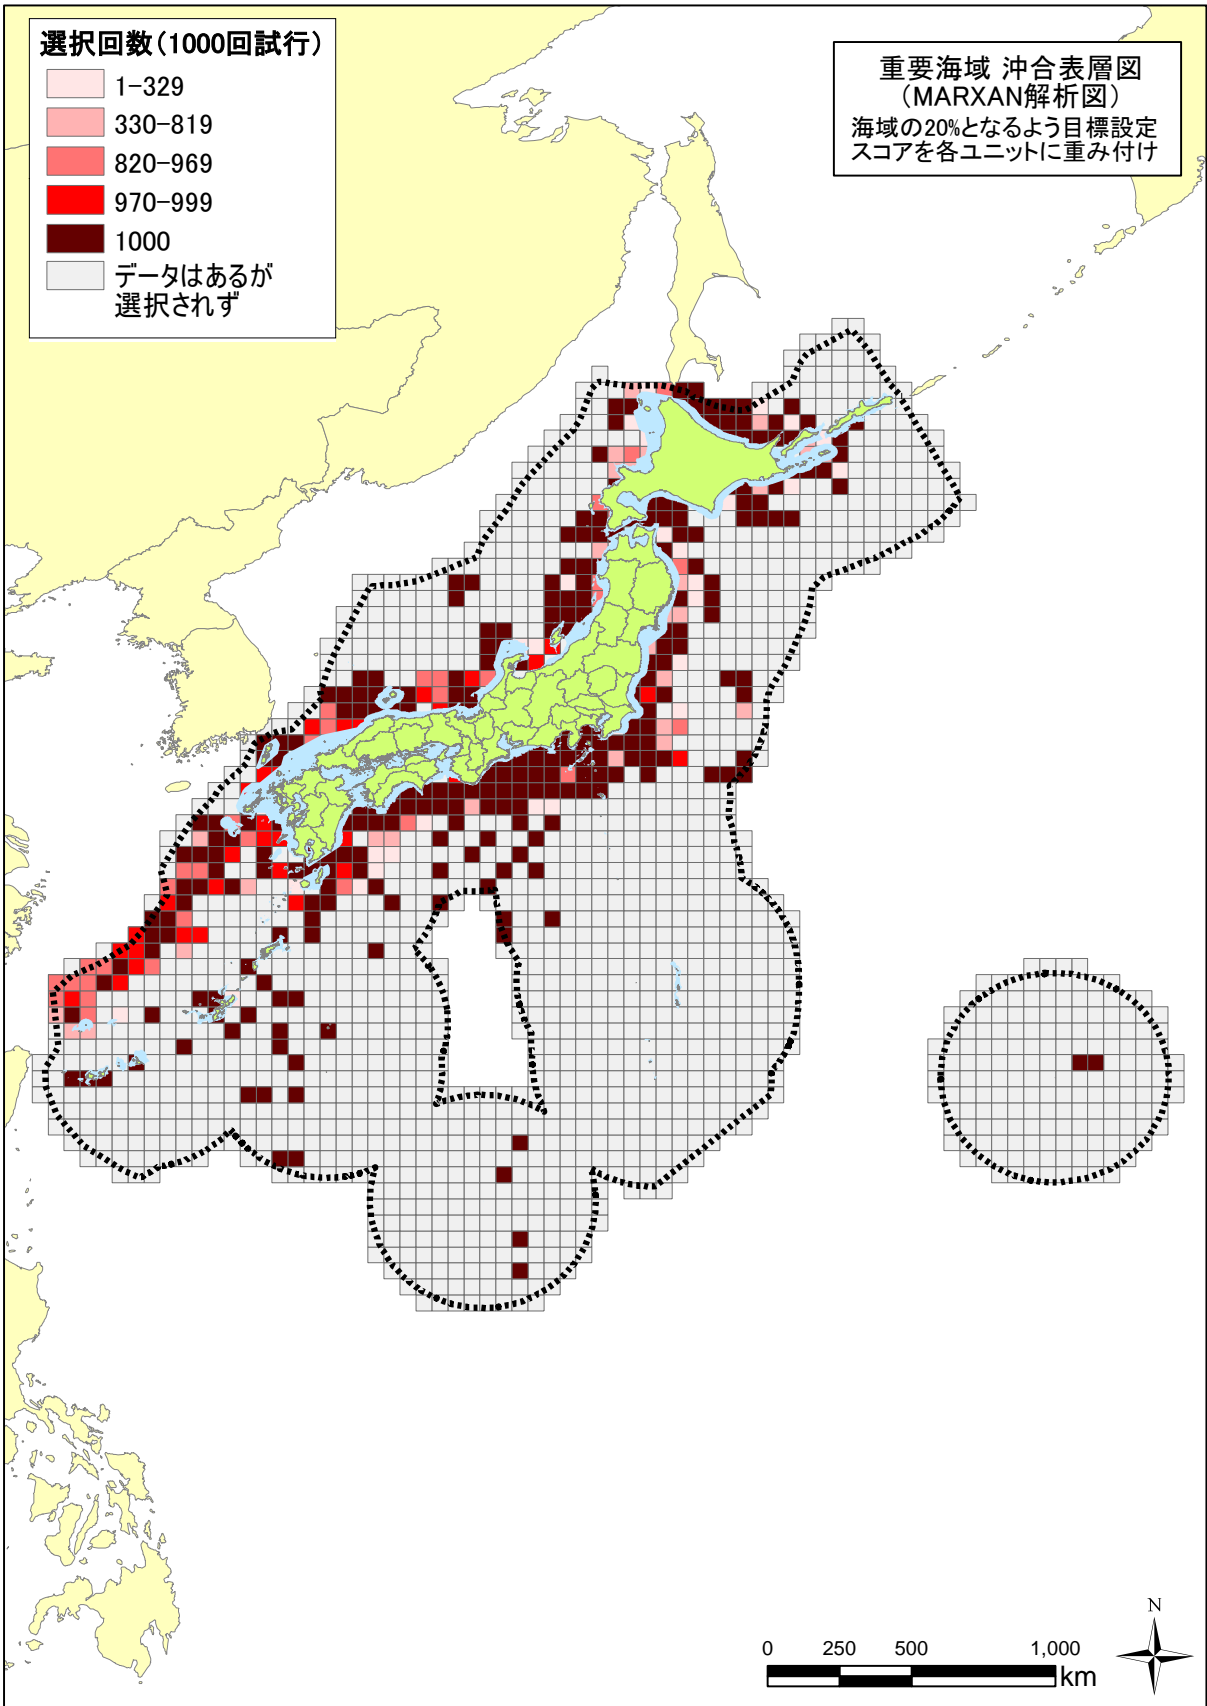 選択回数(1000回試行)
1-329
330-819
820-969
970-999
1000
データはあるが
選択されず
重要海域 沖合表層図
(MARXAN解析図)
海域の20%となるよう目標設定
スコアを各ユニットに重み付け
N
0 250 500 1,000
km